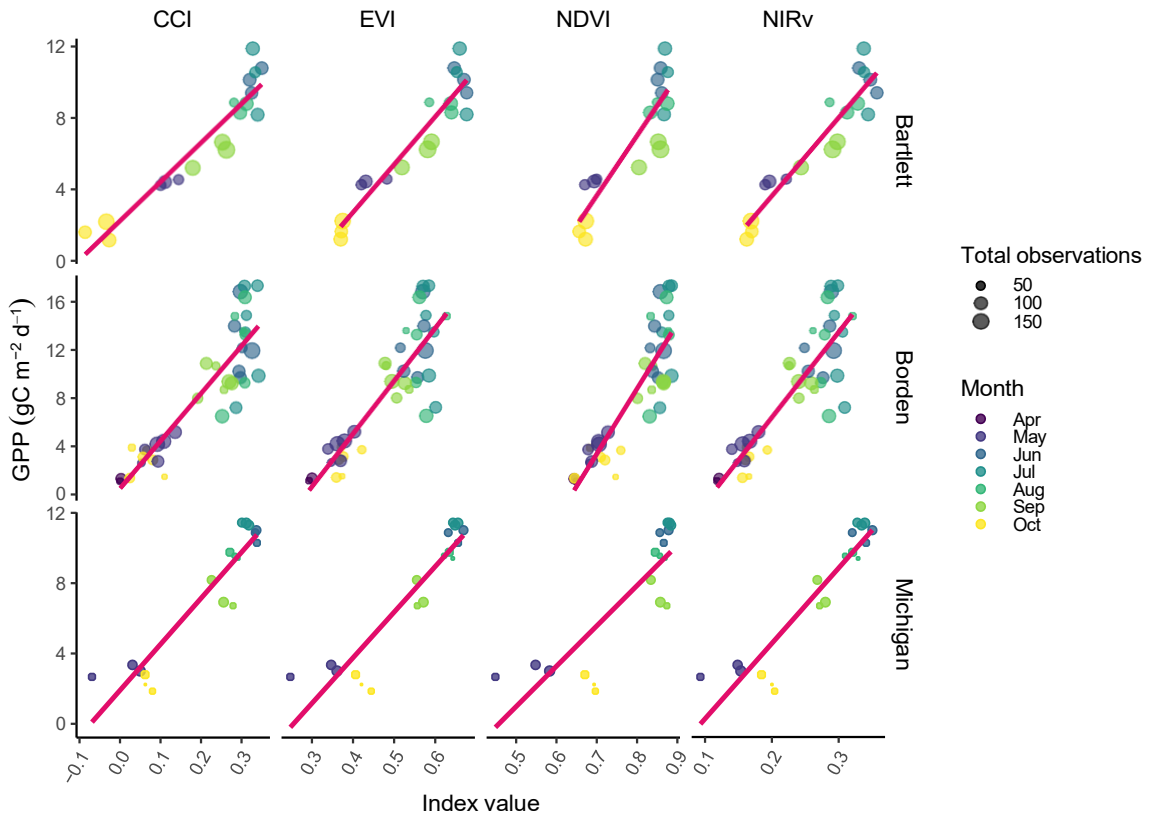 CCI EVI NDVI NIRv
12
8
4
0
Bartlett
16
12
8
4
0
Borden
12
8
4
0
Michigan
GPP (gC m⁻² d⁻¹)
−0.1 0.0 0.1 0.2 0.3 0.3 0.4 0.5 0.6 0.5 0.6 0.7 0.8 0.9 0.1 0.2 0.3
Index value
Total observations
50
100
150
Month
Apr
May
Jun
Jul
Aug
Sep
Oct